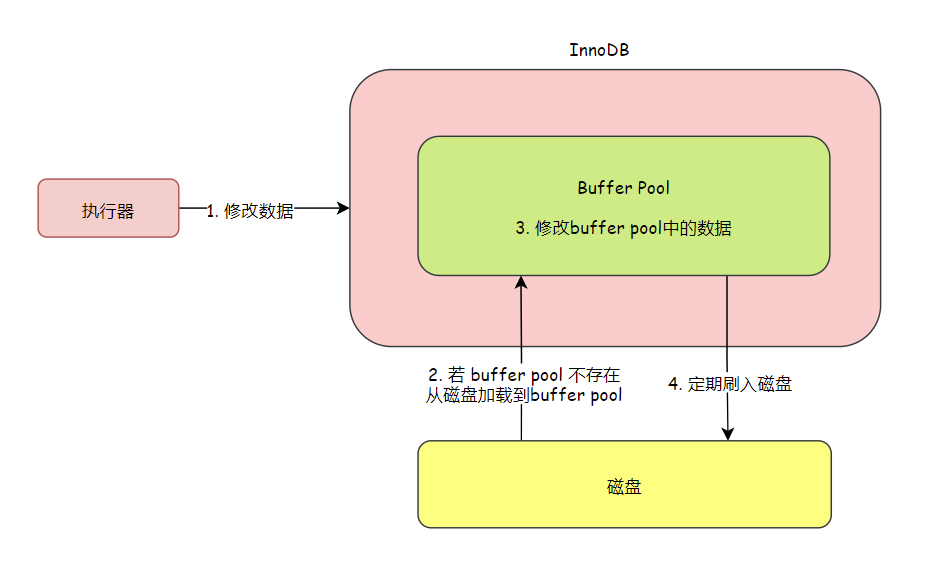 InnoDB
Buffer Pool
执行器
1. 修改数据
3. 修改buffer pool中的数据
2. 若 buffer pool 不存在
从磁盘加载到buffer pool
4. 定期刷入磁盘
磁盘